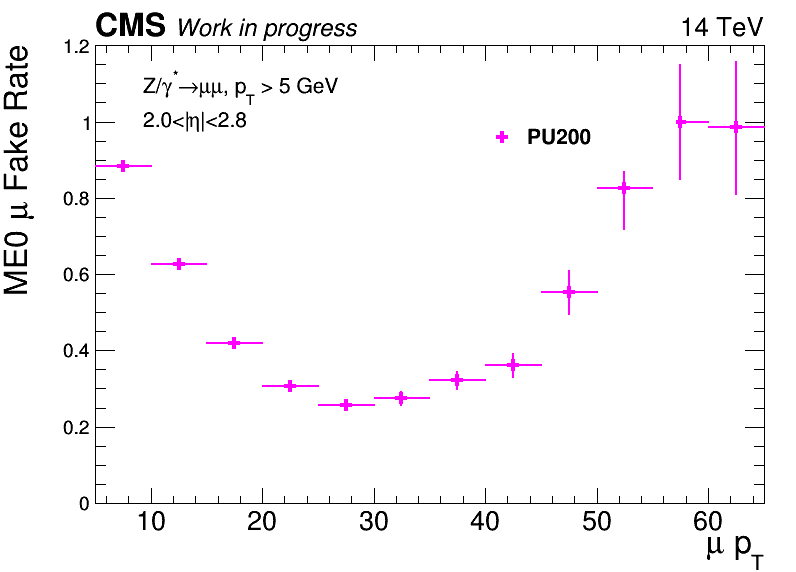 CMS Work in progress 14 TeV
Z/γ*→μμ, pT > 5 GeV
2.0<|η|<2.8
PU200
ME0 μ Fake Rate
1.2
1
0.8
0.6
0.4
0.2
0
10 20 30 40 50 60
μ pT